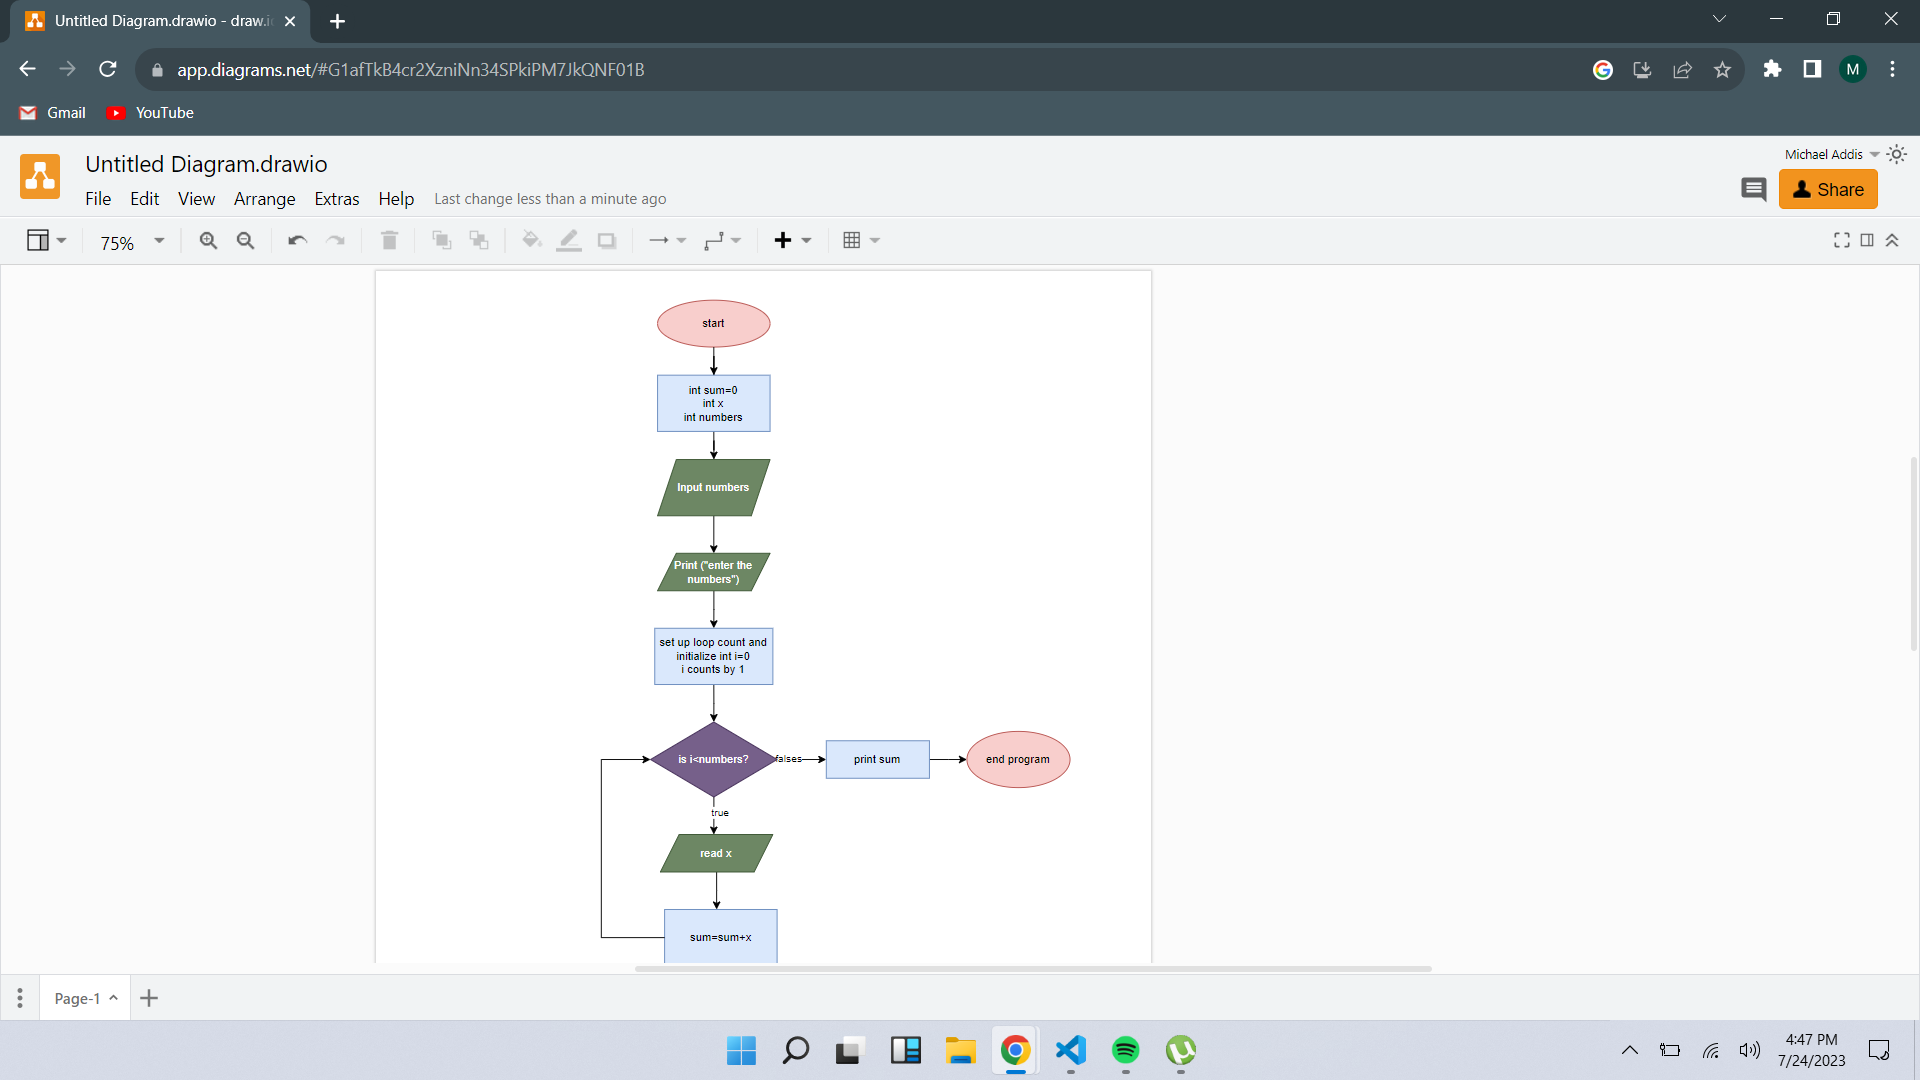 Untitled Diagram.drawio - draw.i
app.diagrams.net/#G1afTkB4cr2XzniNn34SPkiPM7JkQNF01B
M
Gmail
YouTube
Untitled Diagram.drawio
Michael Addis
File Edit View Arrange Extras Help Last change less than a minute ago
Share
75%
start
int sum=0
int x
int numbers
Input numbers
Print ("enter the
numbers")
set up loop count and
initialize int i=0
i counts by 1
is i<numbers?
falses
print sum
end program
true
read x
sum=sum+x
Page-1
4:47 PM
7/24/2023